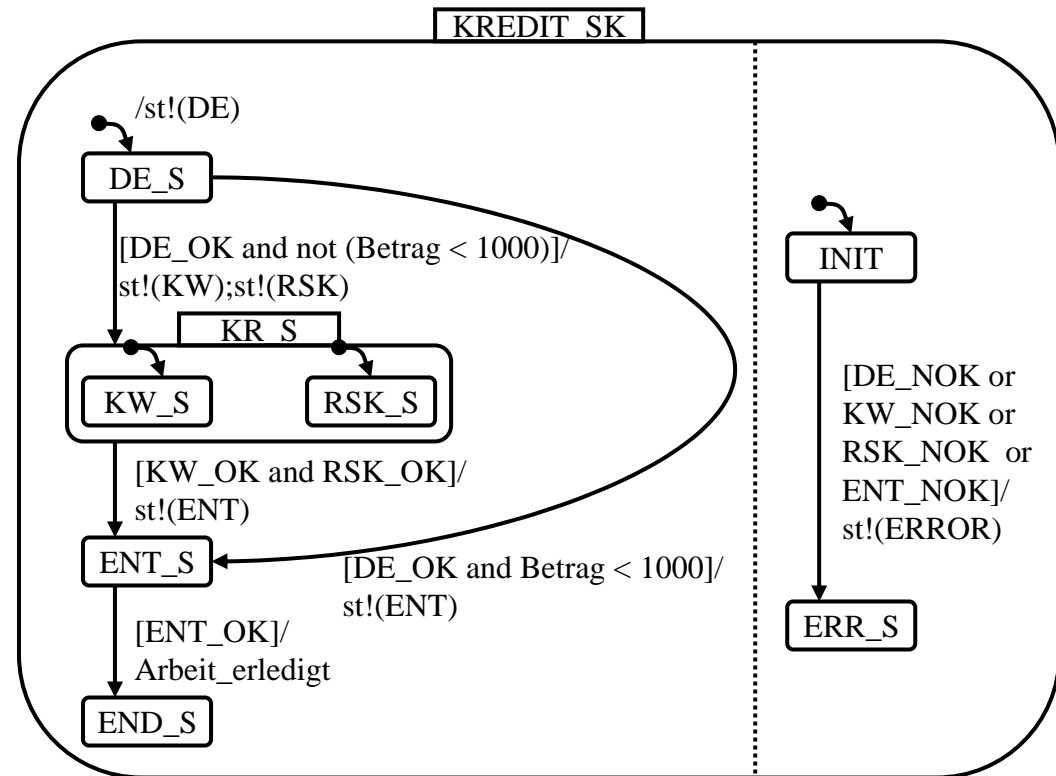 KREDIT_SK
/st!(DE)
DE_S
[DE_OK and not (Betrag < 1000)]/
st!(KW);st!(RSK)
KR_S
KW_S
RSK_S
[KW_OK and RSK_OK]/
st!(ENT)
ENT_S
[DE_OK and Betrag < 1000]/
st!(ENT)
[ENT_OK]/
Arbeit_erledigt
END_S
INIT
[DE_NOK or
KW_NOK or
RSK_NOK or
ENT_NOK]/
st!(ERROR)
ERR_S